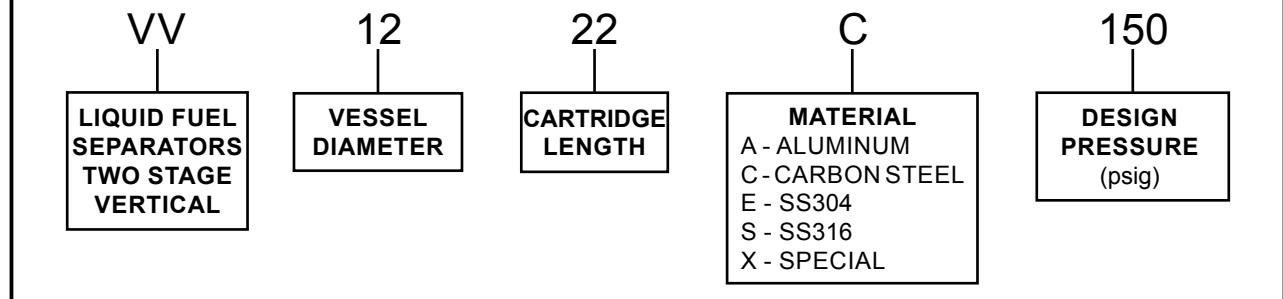 VV 12 22 C 150
LIQUID FUEL
SEPARATORS
TWO STAGE
VERTICAL
VESSEL
DIAMETER
CARTRIDGE
LENGTH
MATERIAL
A - ALUMINUM
C - CARBON STEEL
E - SS304
S - SS316
X - SPECIAL
DESIGN
PRESSURE
(psig)